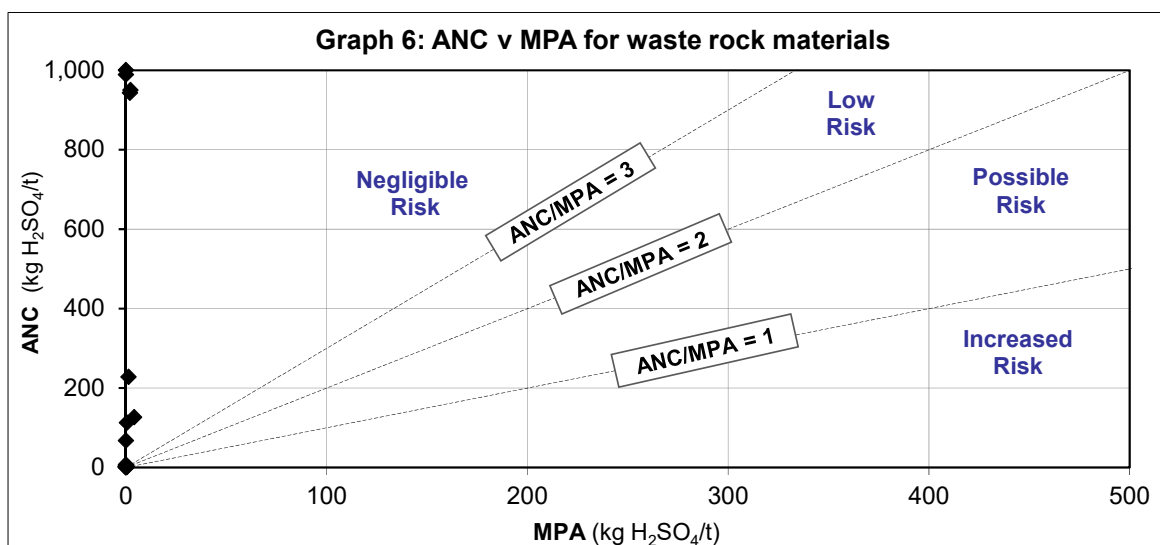 Graph 6: ANC v MPA for waste rock materials
1,000
800
600
400
200
0
ANC (kg H₂SO₄/t)
Negligible
Risk
Low
Risk
Possible
Risk
Increased
Risk
ANC/MPA = 3
ANC/MPA = 2
ANC/MPA = 1
0 100 200 300 400 500
MPA (kg H₂SO₄/t)